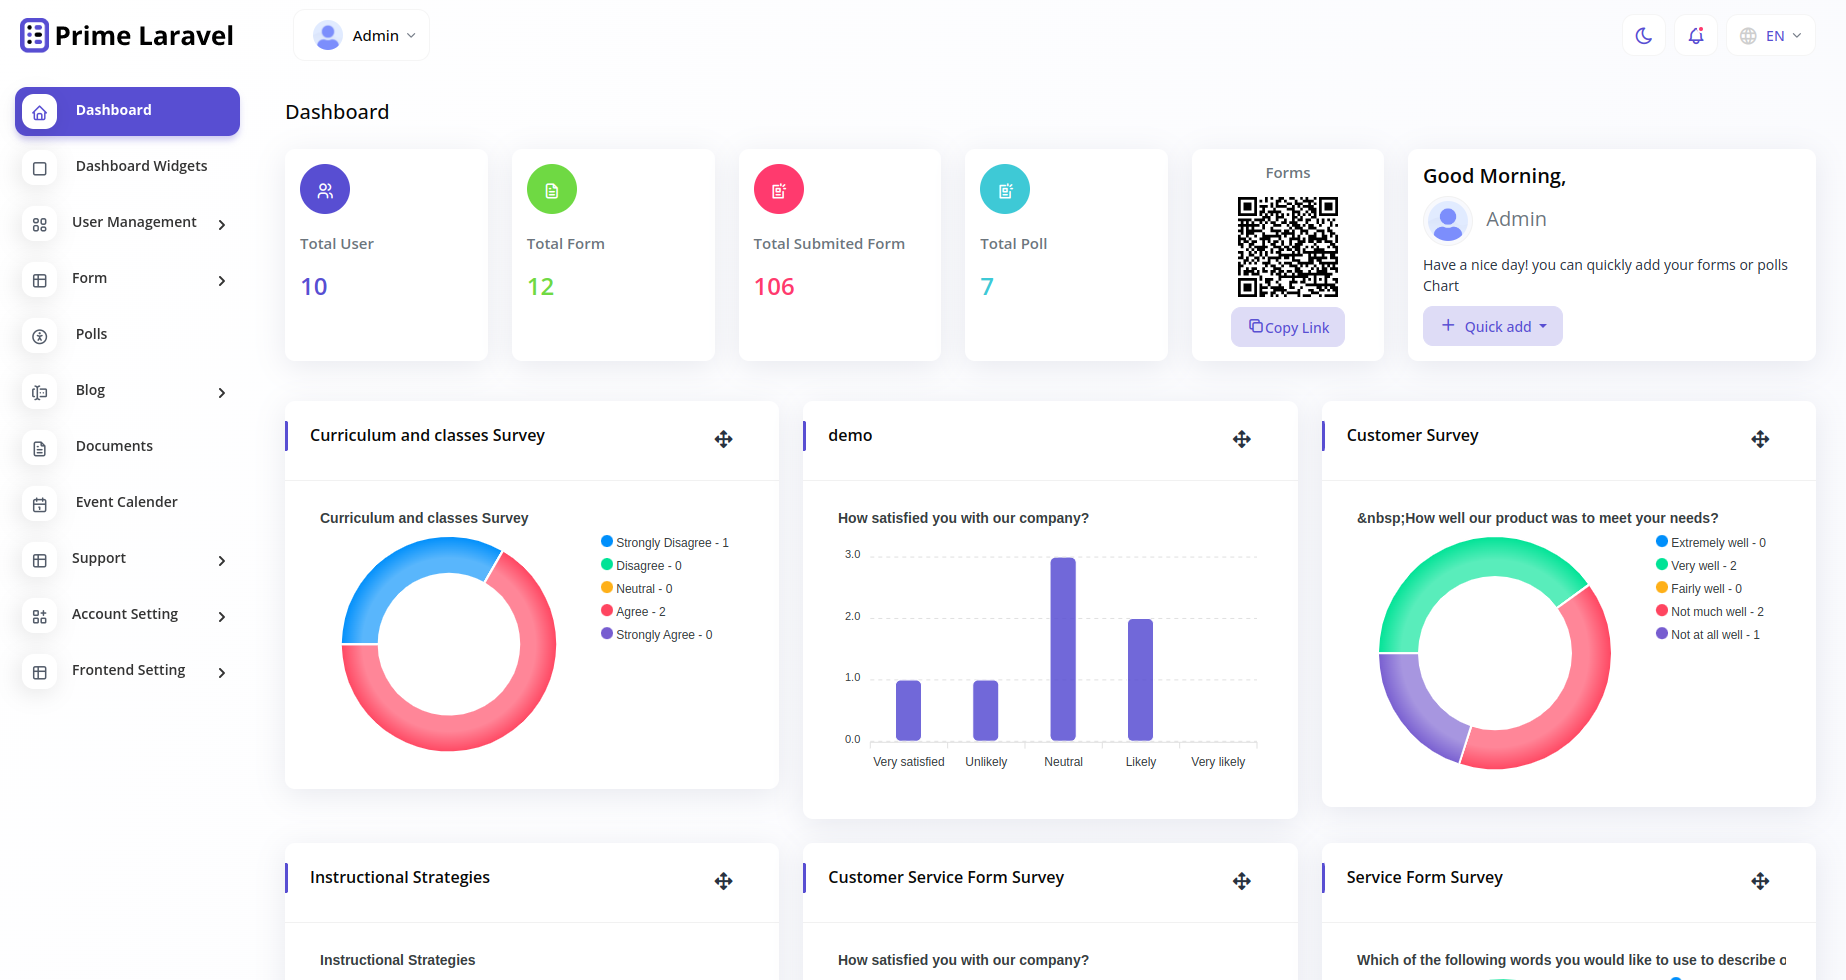 Prime Laravel
Admin
EN
Dashboard
Dashboard Widgets
User Management
Form
Polls
Blog
Documents
Event Calender
Support
Account Setting
Frontend Setting
Dashboard
Total User
10
Total Form
12
Total Submited Form
106
Total Poll
7
Forms
Copy Link
Good Morning,
Admin
Have a nice day! you can quickly add your forms or polls
Chart
Quick add
Curriculum and classes Survey
Curriculum and classes Survey
Strongly Disagree - 1
Disagree - 0
Neutral - 0
Agree - 2
Strongly Agree - 0
demo
How satisfied you with our company?
3.0
2.0
1.0
0.0
Very satisfied Unlikely Neutral Likely Very likely
Customer Survey
&nbsp;How well our product was to meet your needs?
Extremely well - 0
Very well - 2
Fairly well - 0
Not much well - 2
Not at all well - 1
Instructional Strategies
Instructional Strategies
Customer Service Form Survey
How satisfied you with our company?
Service Form Survey
Which of the following words you would like to use to describe o